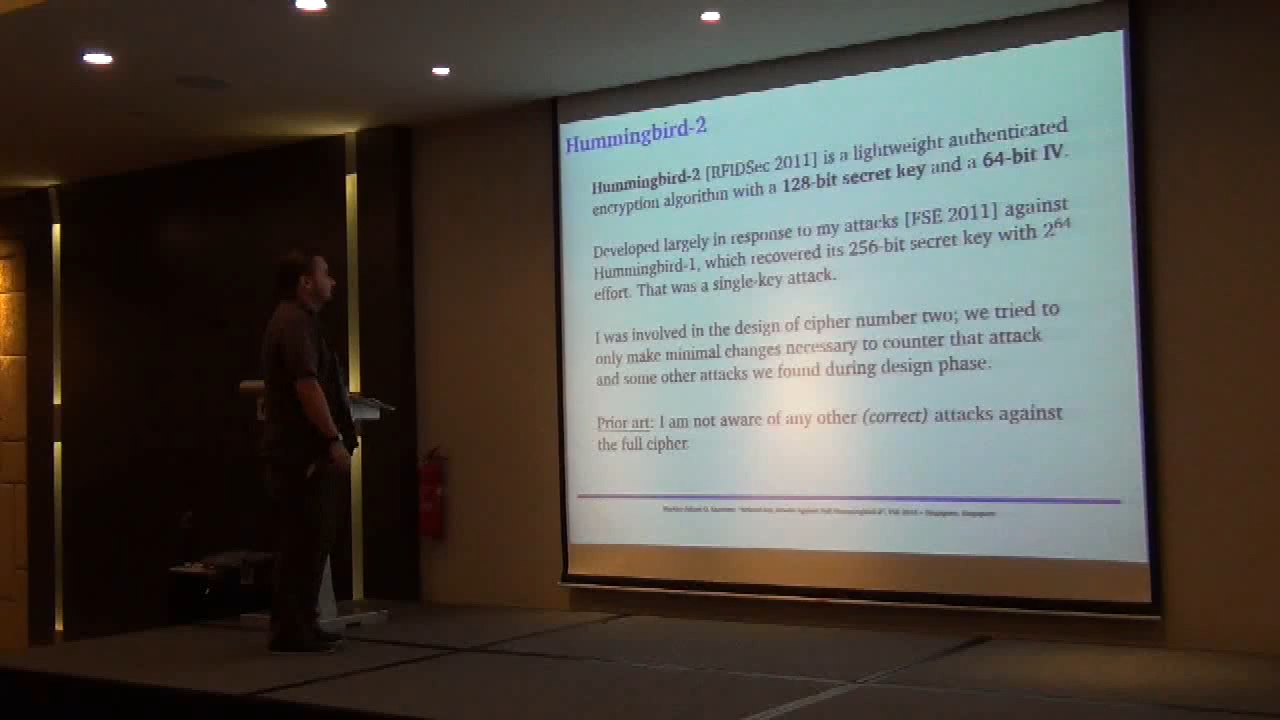 Hummingbird-2
Hummingbird-2 [RFIDSec 2011] is a lightweight authenticated
encryption algorithm with a 128-bit secret key and a 64-bit IV.
Developed largely in response to my attacks [FSE 2011] against
Hummingbird-1, which recovered its 256-bit secret key with 2⁶⁴
effort. That was a single-key attack.
I was involved in the design of cipher number two; we tried to
only make minimal changes necessary to counter that attack
and some other attacks we found during design phase.
Prior art: I am not aware of any other (correct) attacks against
the full cipher.